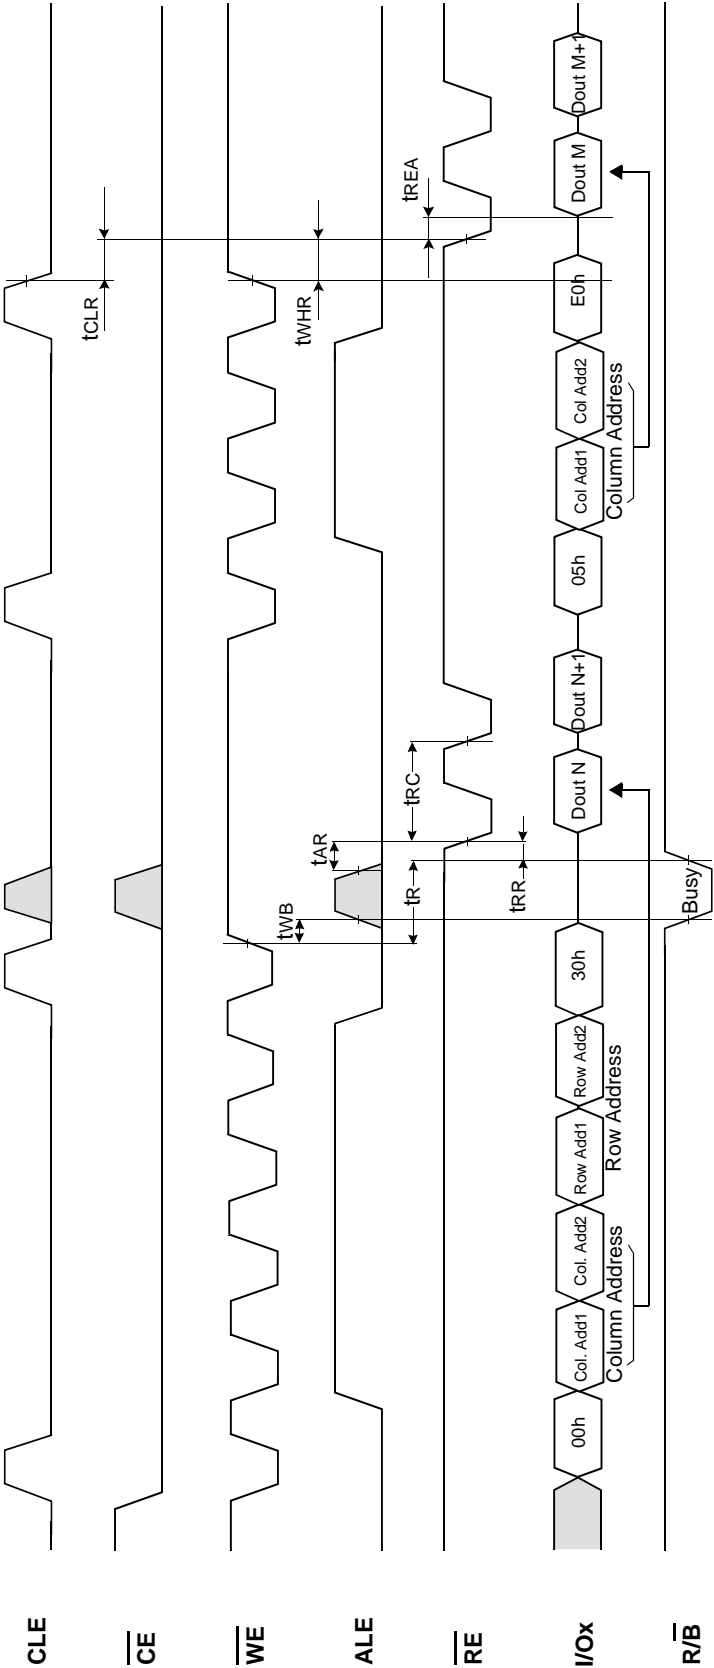 CLE
CE
WE
tWB
tCLR
tWHR
ALE
tAR
RE
tR
tRC
tREA
tRR
I/Ox
00h
Col. Add1
Col. Add2
Row Add1
Row Add2
30h
Dout N
Dout N+1
05h
Col Add1
Col Add2
E0h
Dout M
Dout M+1
Column Address
Row Address
Column Address
R/B
Busy